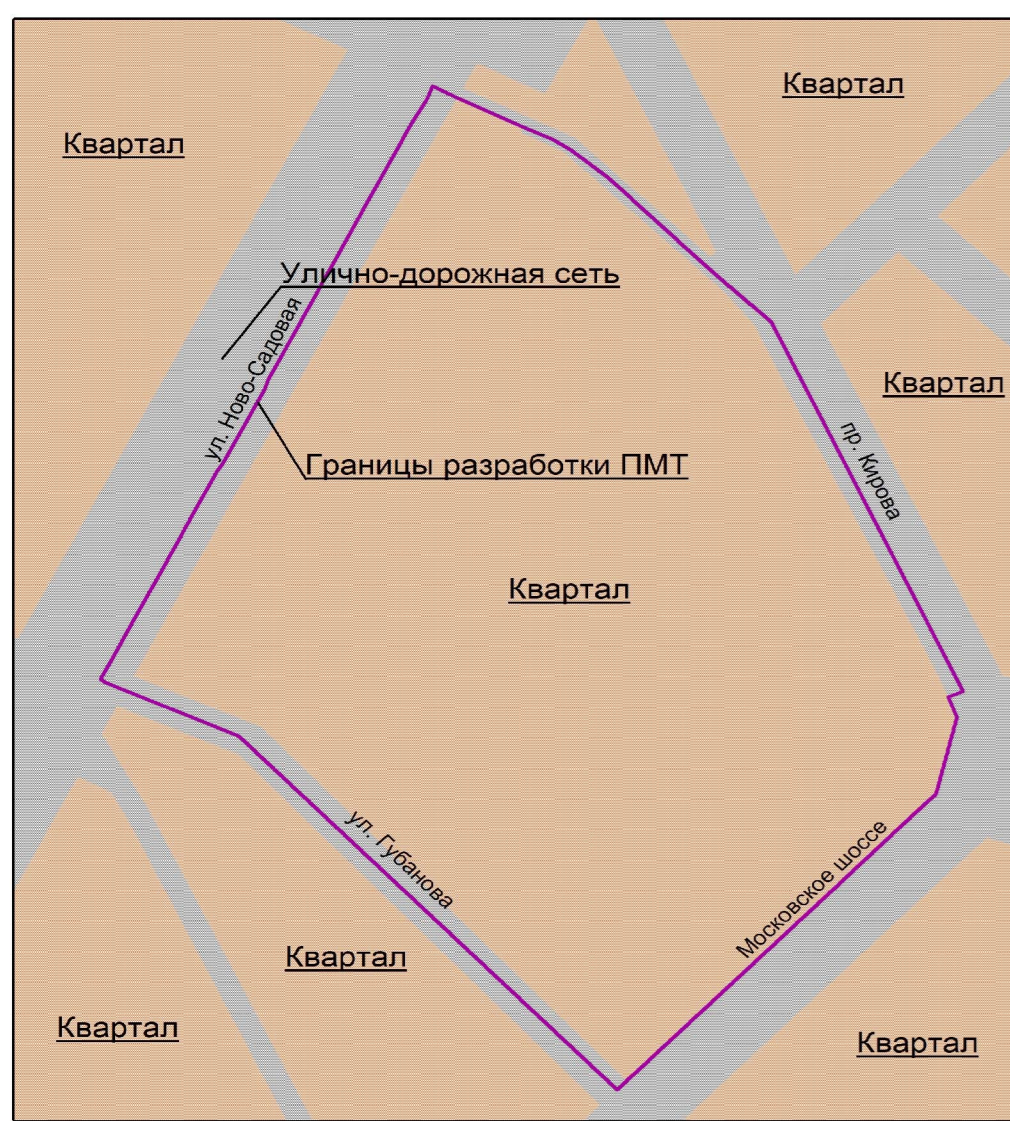 Квартал
Квартал
Улично-дорожная сеть
ул. Ново-Садовая
Квартал
Границы разработки ПМТ
пр. Кирова
Квартал
ул. Губанова
Московское шоссе
Квартал
Квартал
Квартал